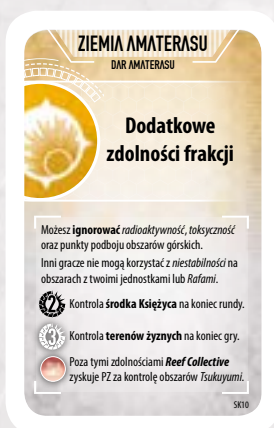 ZIEMIA AMATERASU
DAR AMATERASU
Dodatkowe
zdolności frakcji
Możesz ignorować radioaktywność, toksyczność
oraz punkty podboju obszarów górskich.
Inni gracze nie mogą korzystać z niestabilności na
obszarach z twoimi jednostkami lub Rafami.
2 Kontrola środka Księżyca na koniec rundy.
3 Kontrola terenów żyznych na koniec gry.
Poza tymi zdolnościami Reef Collective
zyskuje PZ za kontrolę obszarów Tsukuyumi.
SK10